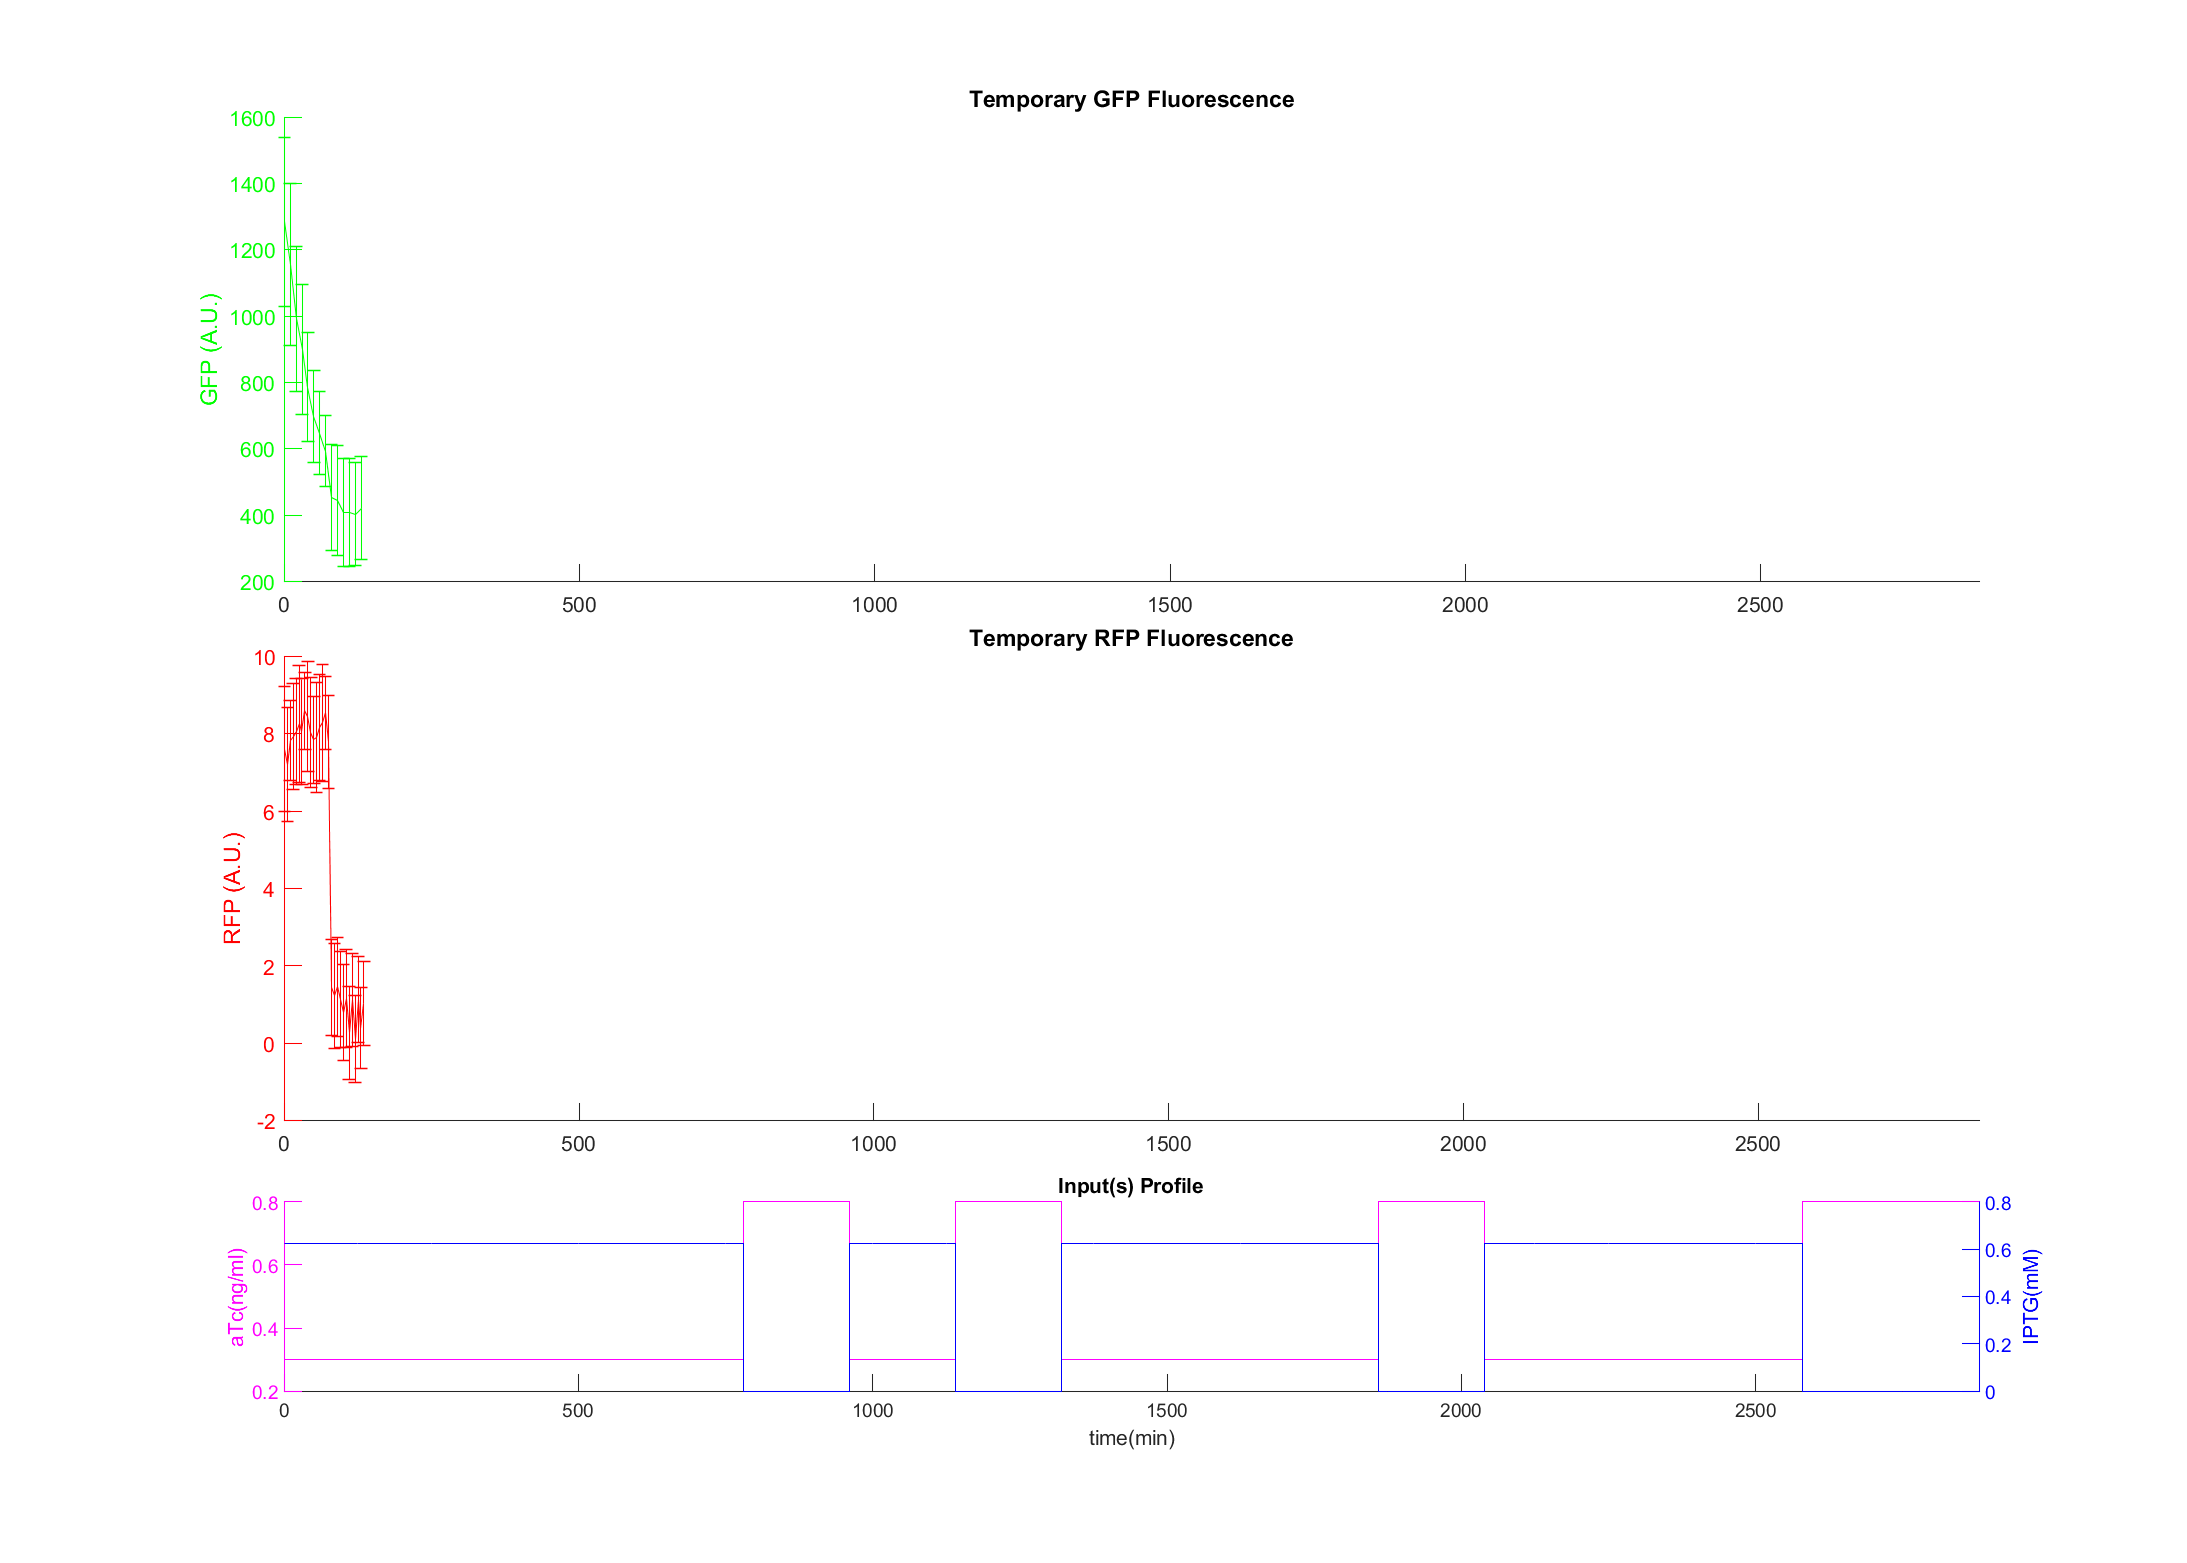 Temporary GFP Fluorescence
1600
1400
1200
1000
800
600
400
200
GFP (A.U.)
0 500 1000 1500 2000 2500
Temporary RFP Fluorescence
10
8
6
4
2
0
-2
RFP (A.U.)
0 500 1000 1500 2000 2500
Input(s) Profile
0.8
0.6
0.4
0.2
aTc(ng/ml)
0.8
0.6
0.4
0.2
0
IPTG(mM)
0 500 1000 1500 2000 2500
time(min)